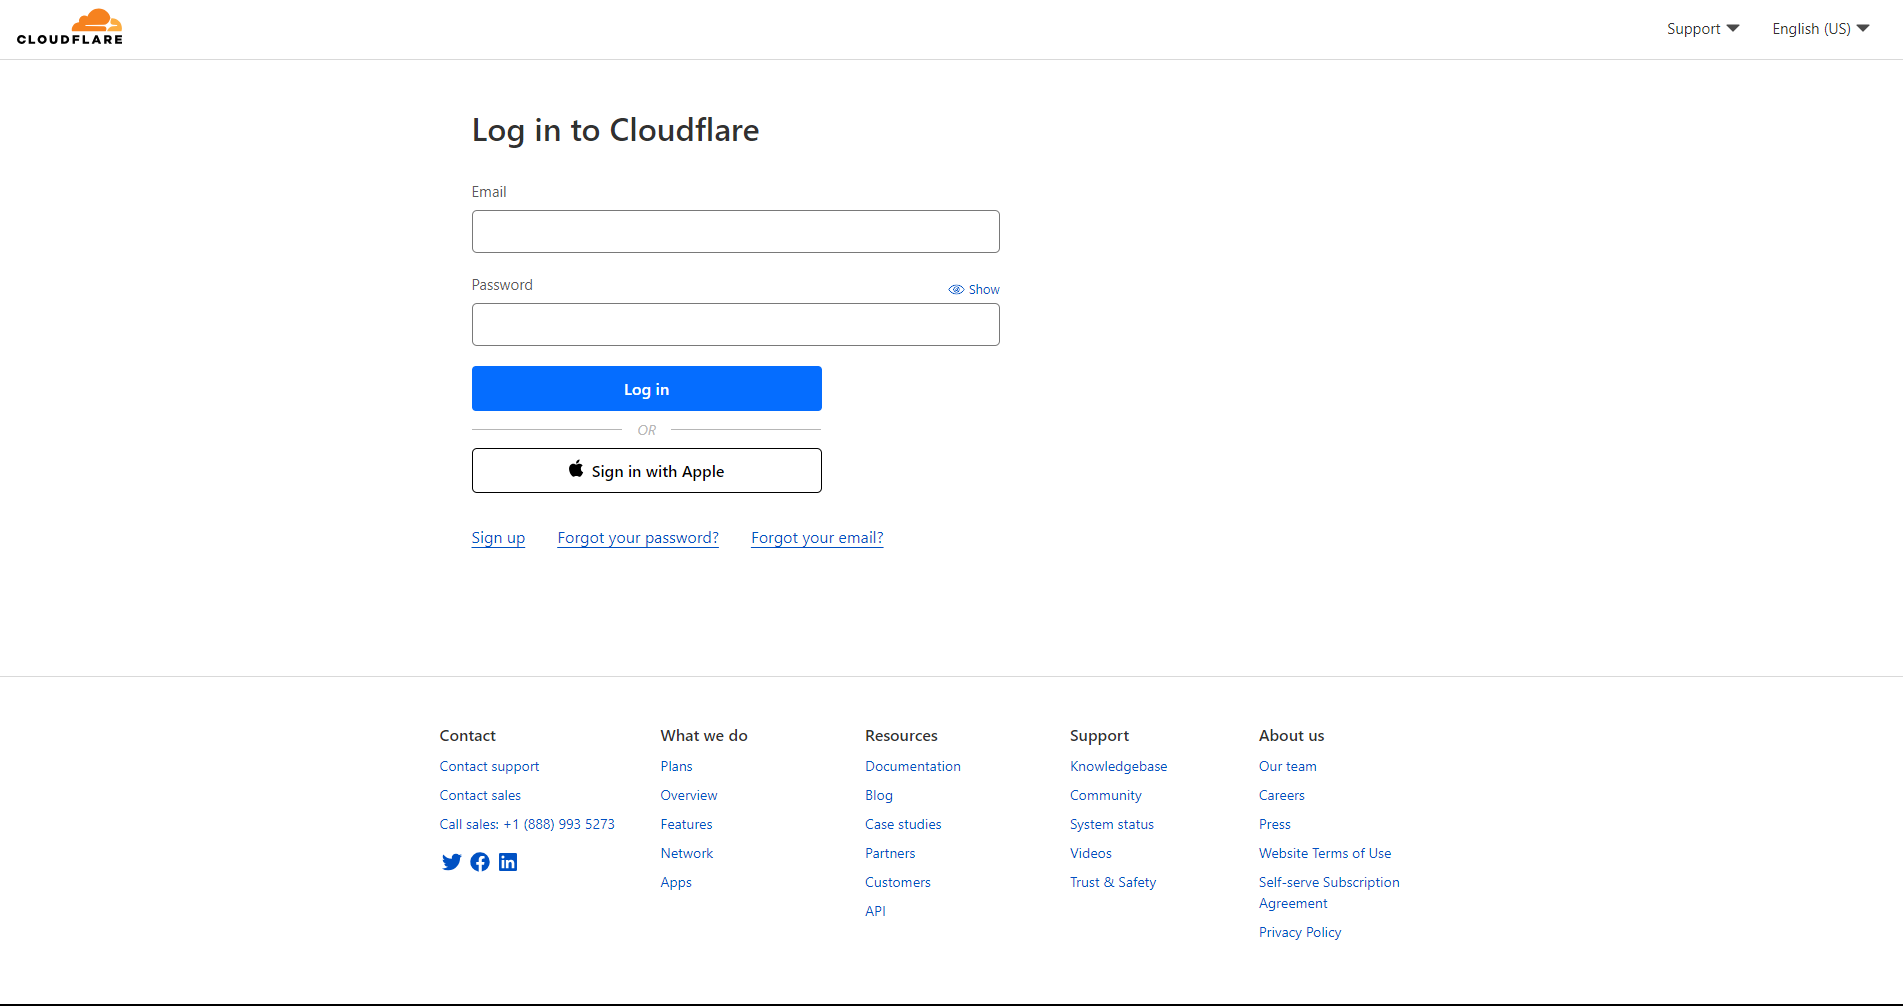 CLOUDFLARE
Support
English (US)
Log in to Cloudflare
Email
Password
Show
Log in
OR
Sign in with Apple
Sign up Forgot your password? Forgot your email?
Contact
Contact support
Contact sales
Call sales: +1 (888) 993 5273
What we do
Plans
Overview
Features
Network
Apps
Resources
Documentation
Blog
Case studies
Partners
Customers
API
Support
Knowledgebase
Community
System status
Videos
Trust & Safety
About us
Our team
Careers
Press
Website Terms of Use
Self-serve Subscription
Agreement
Privacy Policy